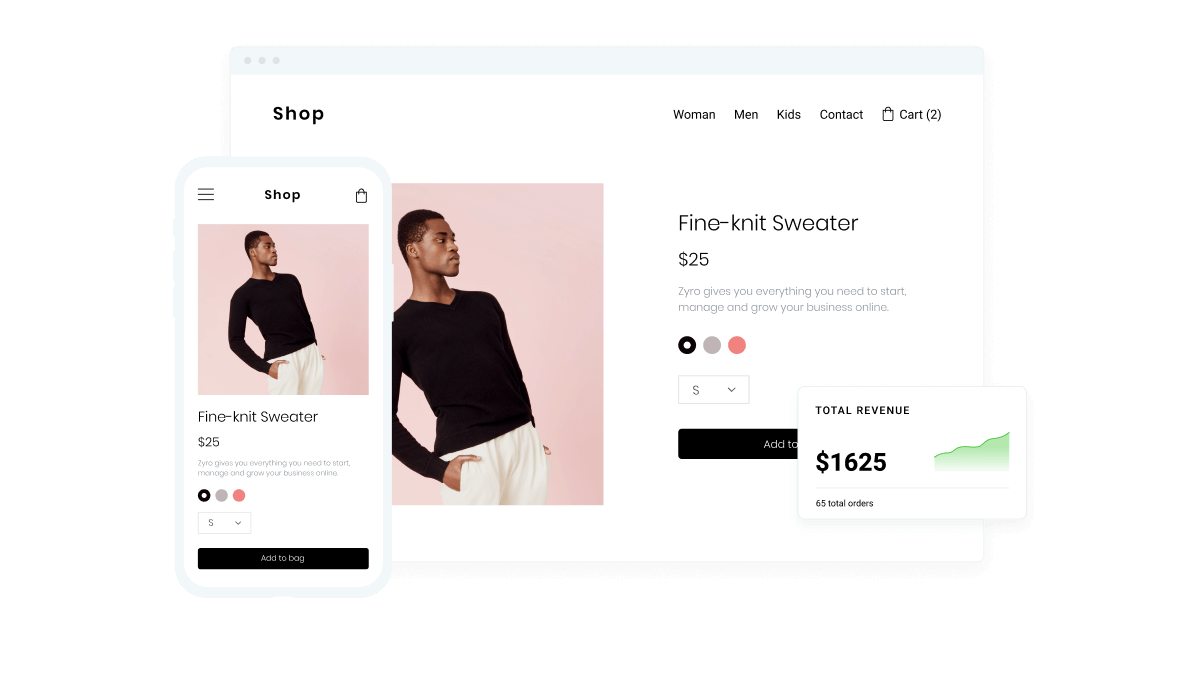 Shop
Woman Men Kids Contact Cart (2)
Fine-knit Sweater
$25
Zyro gives you everything you need to start,
manage and grow your business online.
S
Add to
TOTAL REVENUE
$1625
65 total orders
Shop
Fine-knit Sweater
$25
Zyro gives you everything you need to start,
manage and grow your business online.
S
Add to bag